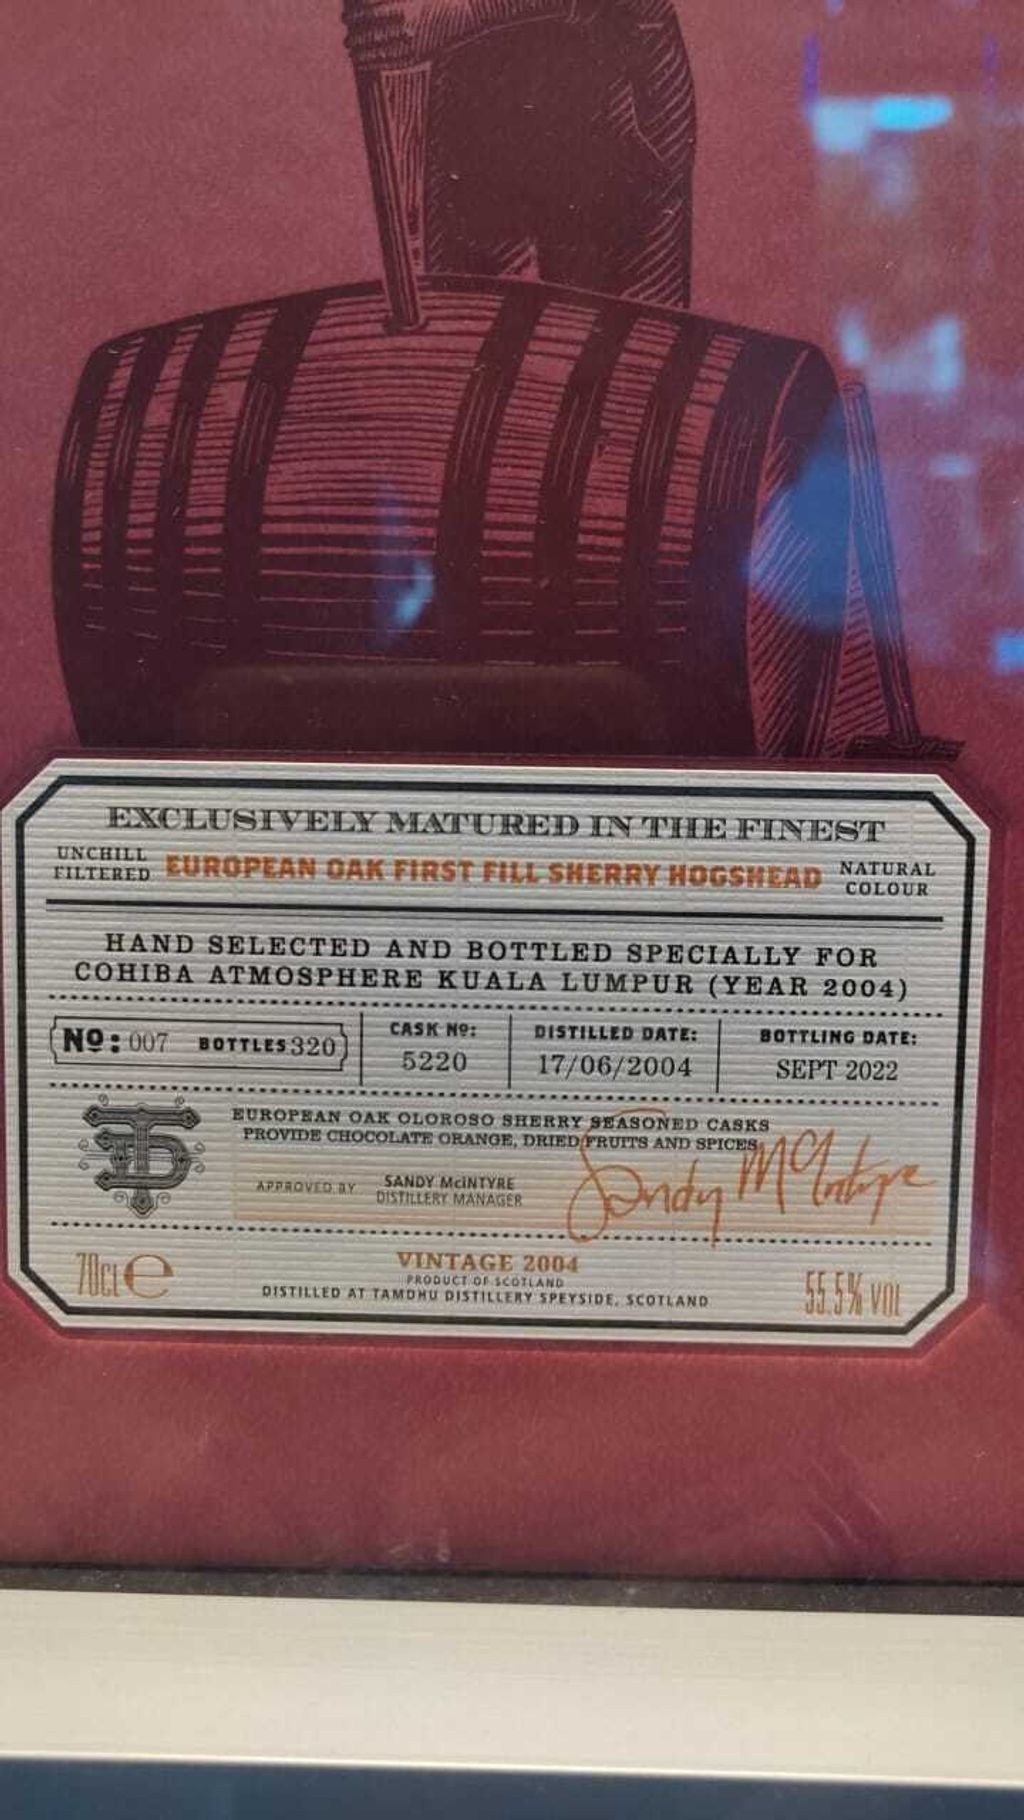 EXCLUSIVELY MATURED IN THE FINEST
UNCHILL FILTERED
EUROPEAN OAK FIRST FILL SHERRY HOGSHEAD
NATURAL COLOUR
HAND SELECTED AND BOTTLED SPECIALLY FOR
COHIBA ATMOSPHERE KUALA LUMPUR (YEAR 2004)
Nº: 007 BOTTLES 320
CASK Nº:
5220
DISTILLED DATE:
17/06/2004
BOTTLING DATE:
SEPT 2022
EUROPEAN OAK OLOROSO SHERRY SEASONED CASKS
PROVIDE CHOCOLATE ORANGE, DRIED FRUITS AND SPICES
APPROVED BY
SANDY McINTYRE
DISTILLERY MANAGER
Sandy McIntyre
70CL e
VINTAGE 2004
PRODUCT OF SCOTLAND
DISTILLED AT TAMDHU DISTILLERY SPEYSIDE, SCOTLAND
55.5% VOL